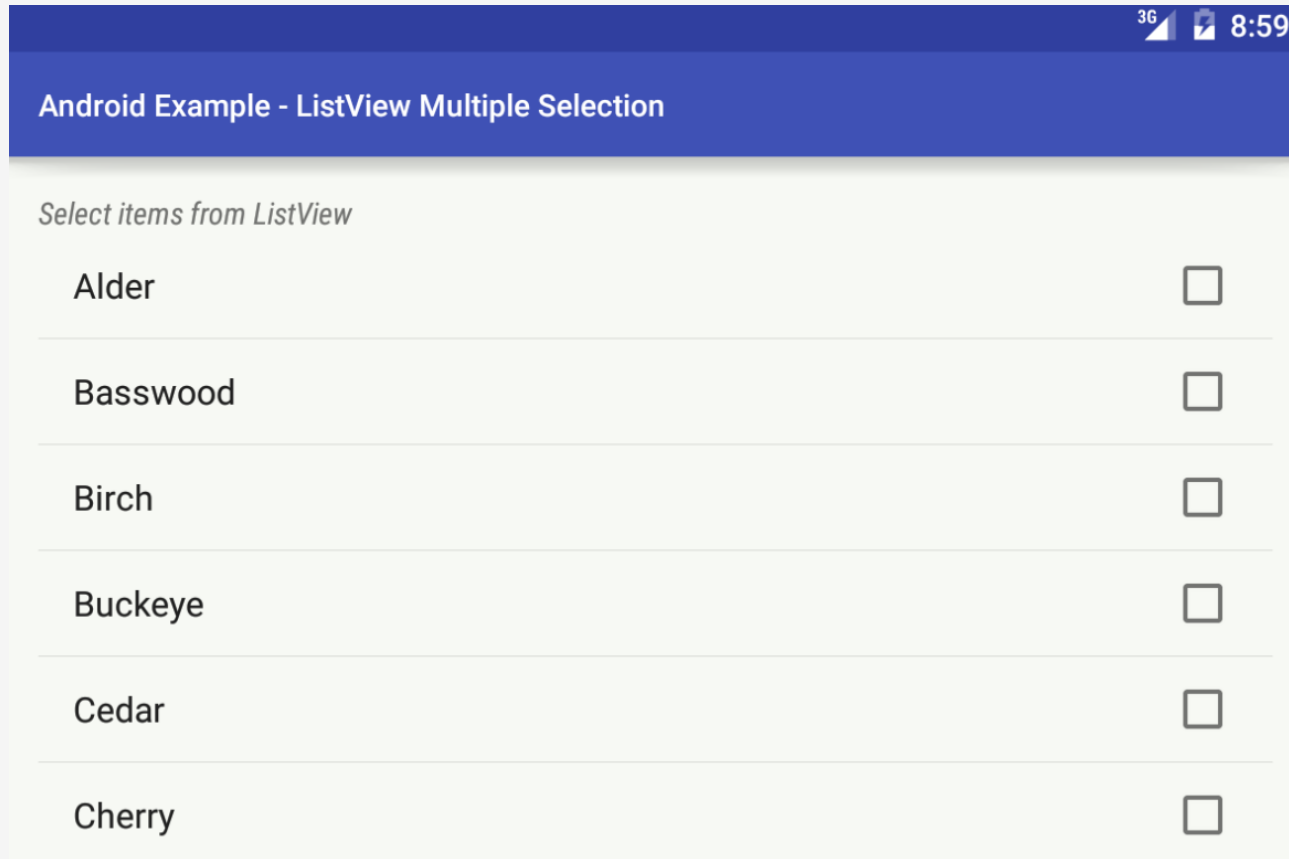 3G 8:59
Android Example - ListView Multiple Selection
Select items from ListView
Alder
Basswood
Birch
Buckeye
Cedar
Cherry